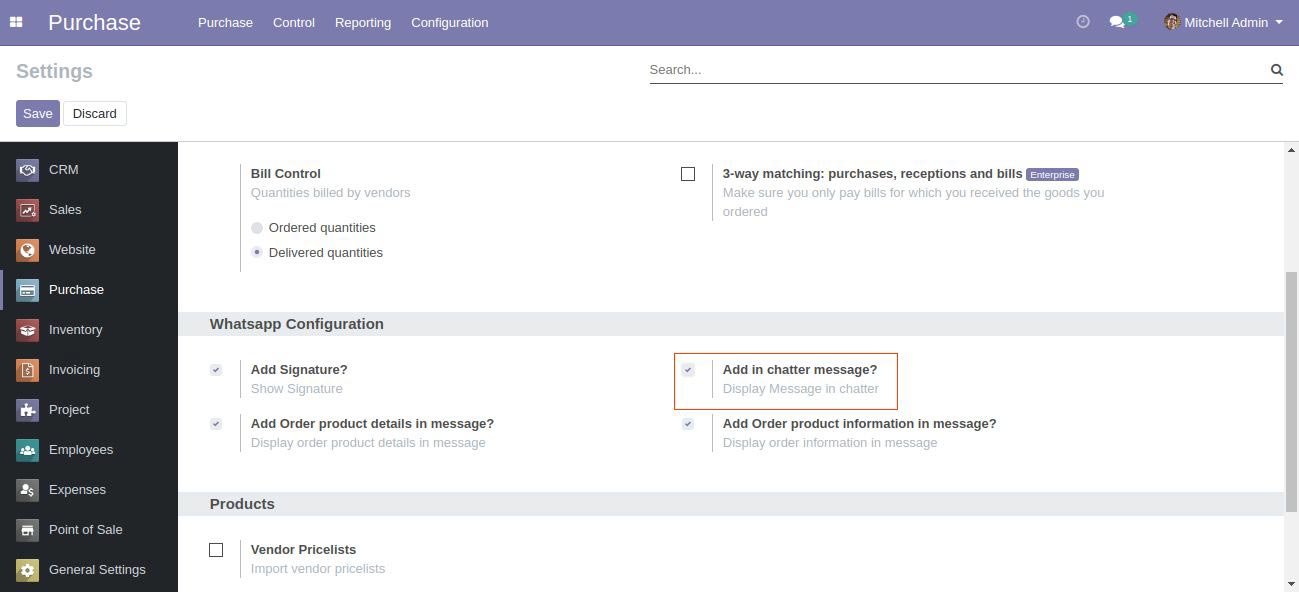 Purchase
Purchase Control Reporting Configuration
1
Mitchell Admin
Settings
Search...
Save Discard
CRM
Sales
Website
Purchase
Inventory
Invoicing
Project
Employees
Expenses
Point of Sale
General Settings
Bill Control
Quantities billed by vendors
Ordered quantities
Delivered quantities
3-way matching: purchases, receptions and bills Enterprise
Make sure you only pay bills for which you received the goods you
ordered
Whatsapp Configuration
Add Signature?
Show Signature
Add in chatter message?
Display Message in chatter
Add Order product details in message?
Display order product details in message
Add Order product information in message?
Display order information in message
Products
Vendor Pricelists
Import vendor pricelists